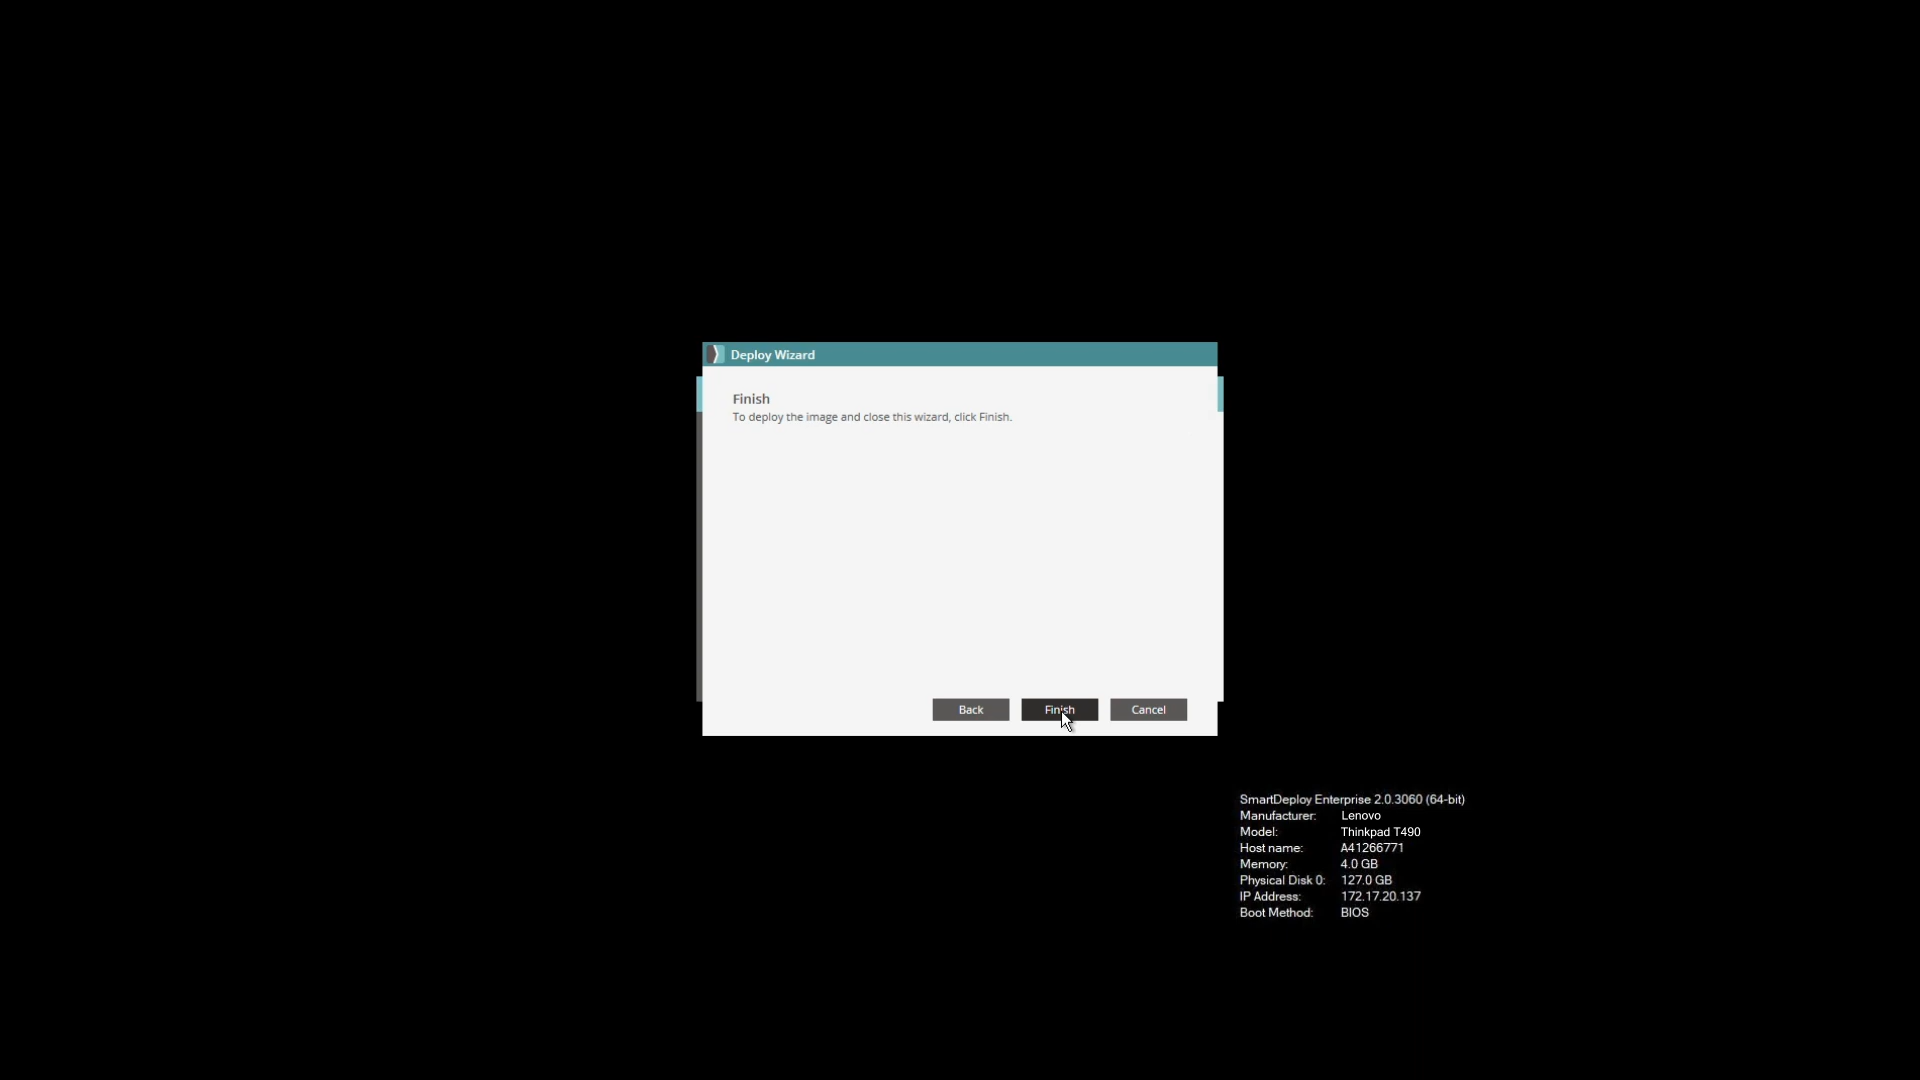 Deploy Wizard
Finish
To deploy the image and close this wizard, click Finish.
Back Finish Cancel
SmartDeploy Enterprise 2.0.3060 (64-bit)
Manufacturer: Lenovo
Model: Thinkpad T490
Host name: A41266771
Memory: 4.0 GB
Physical Disk 0: 127.0 GB
IP Address: 172.17.20.137
Boot Method: BIOS